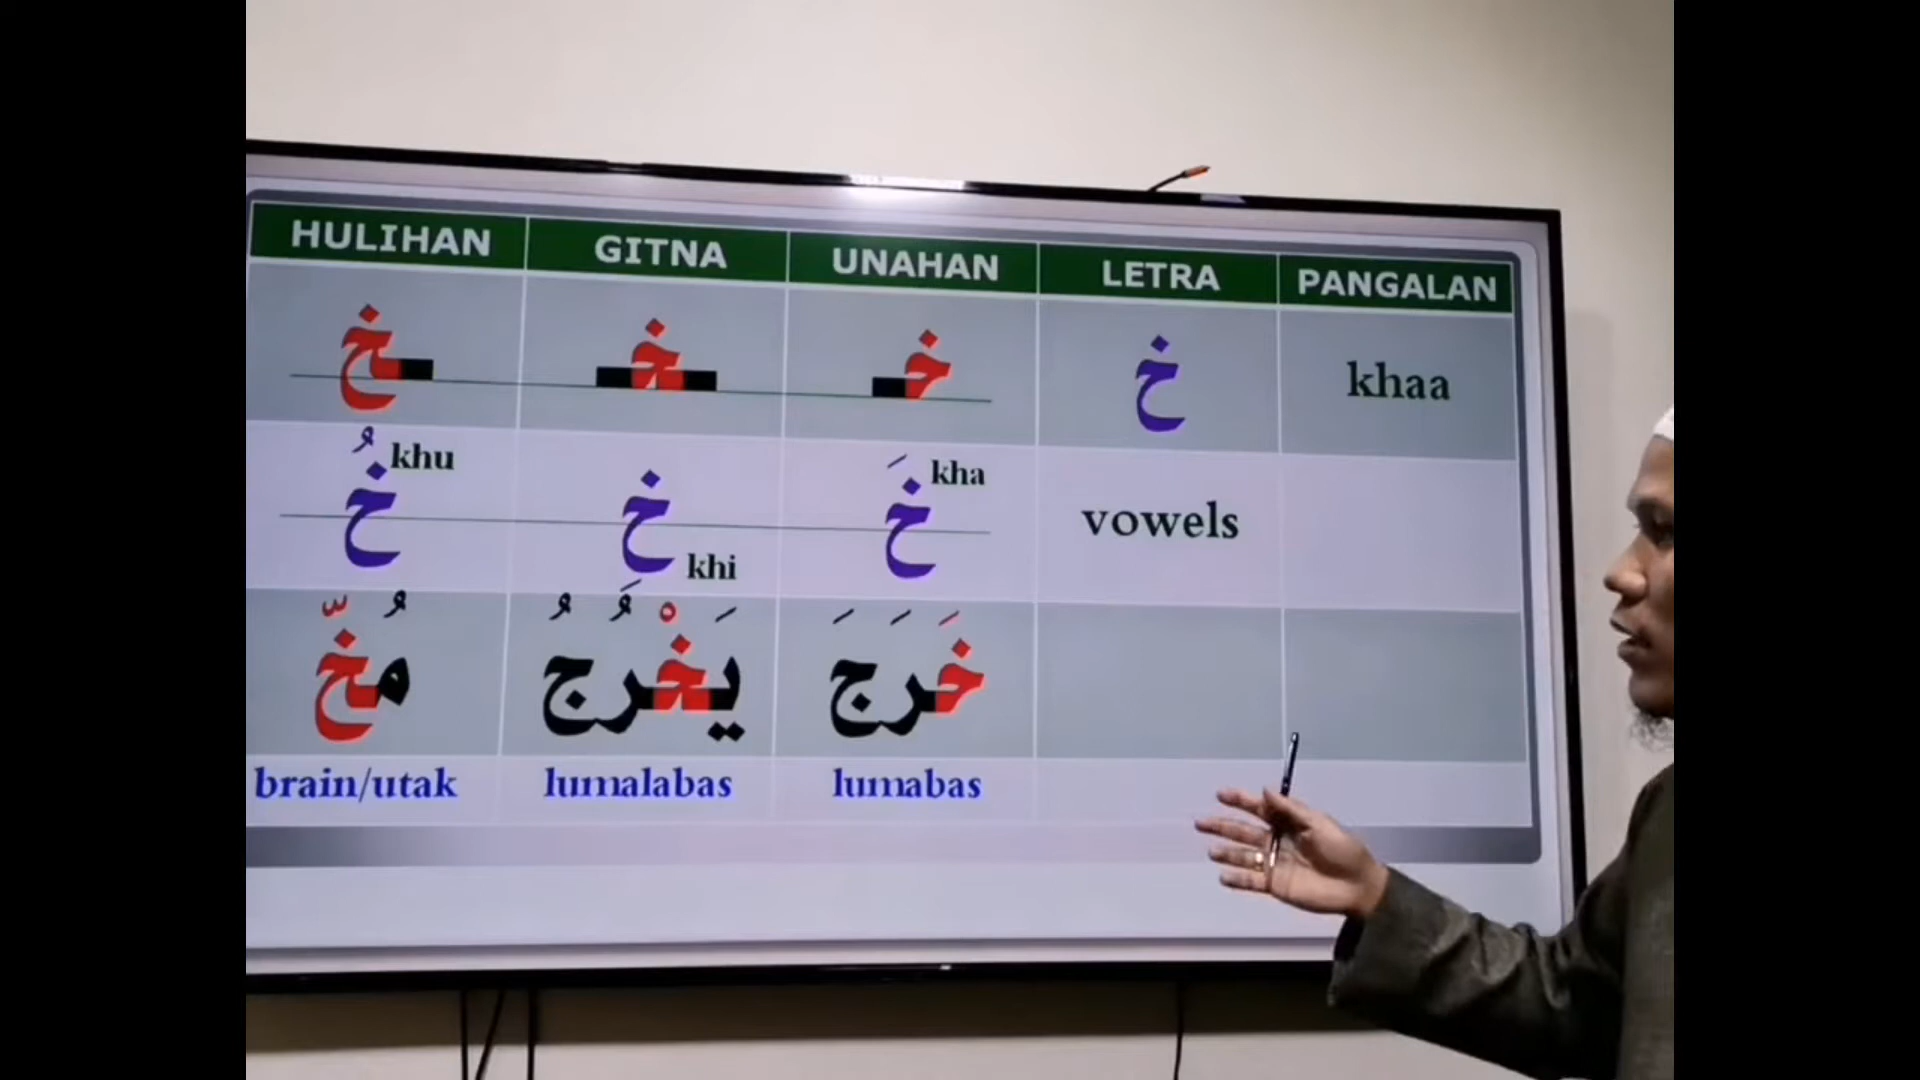 HULIHAN GITNA UNAHAN LETRA PANGALAN
ـخ ـخـ خـ خ khaa
خُ khu خِ khi خَ kha vowels
مُخّ يَخْرُجُ خَرَجَ
brain/utak lumalabas lumabas